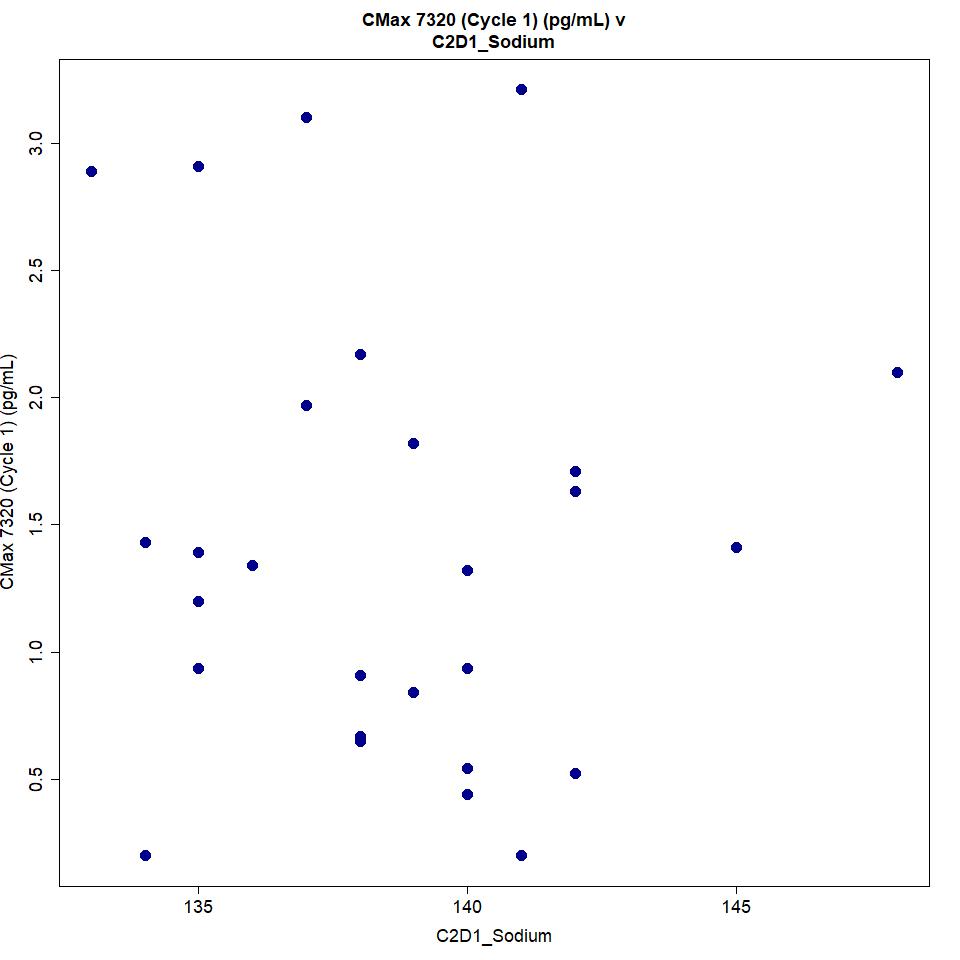 CMax 7320 (Cycle 1) (pg/mL) v
C2D1_Sodium
CMax 7320 (Cycle 1) (pg/mL)
3.0
2.5
2.0
1.5
1.0
0.5
135
140
145
C2D1_Sodium